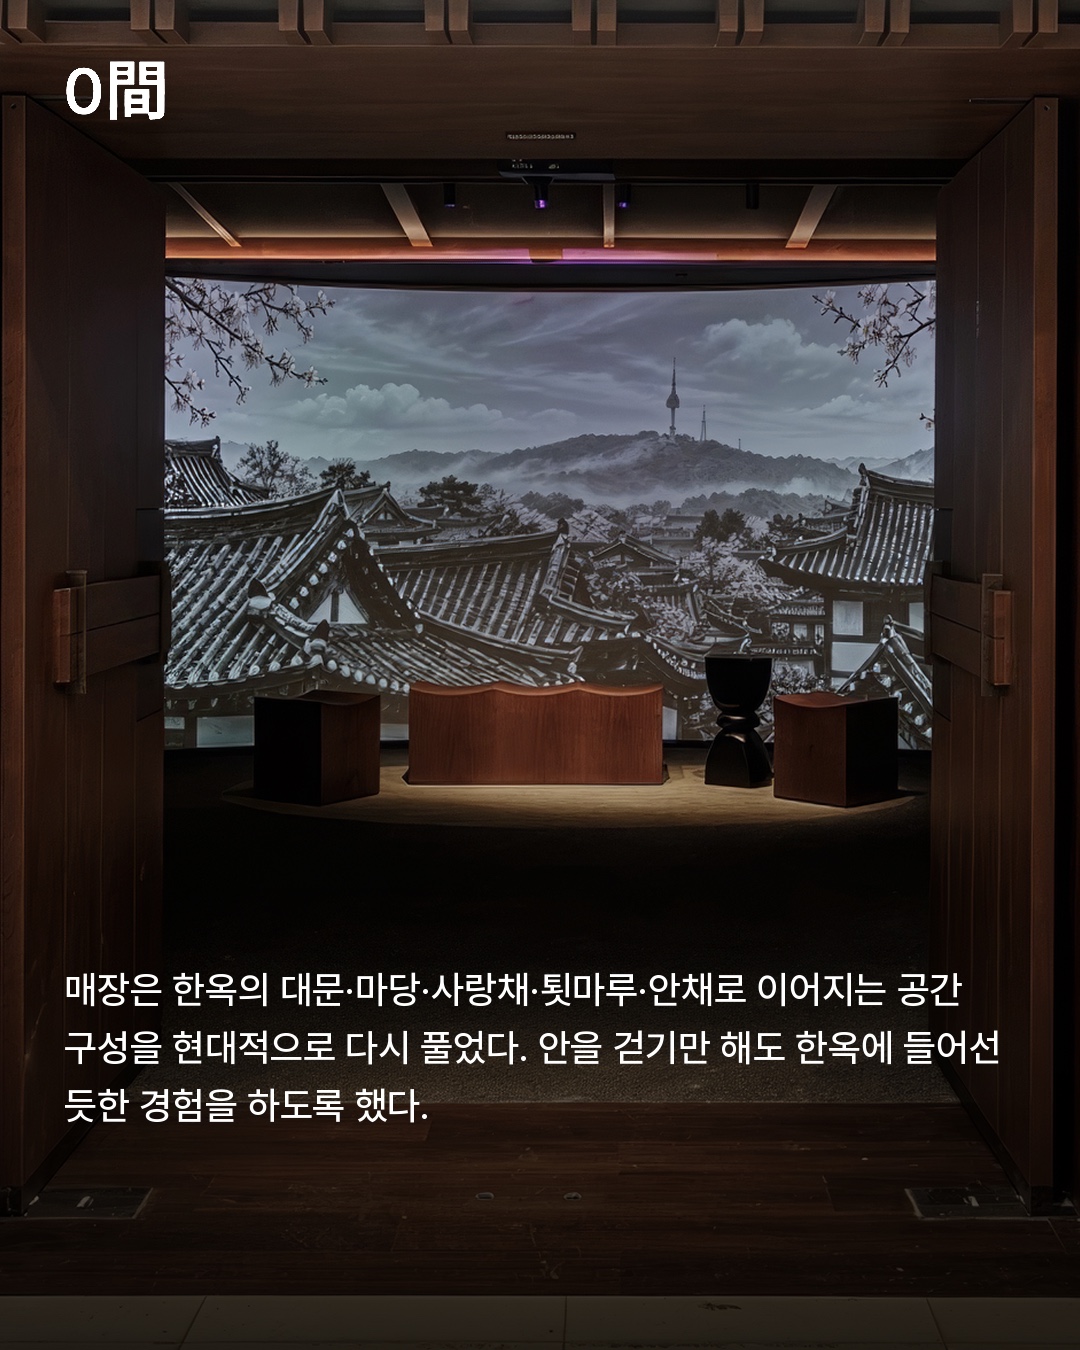 0間
매장은 한옥의 대문·마당·사랑채·툇마루·안채로 이어지는 공간
구성을 현대적으로 다시 풀었다. 안을 걷기만 해도 한옥에 들어선
듯한 경험을 하도록 했다.